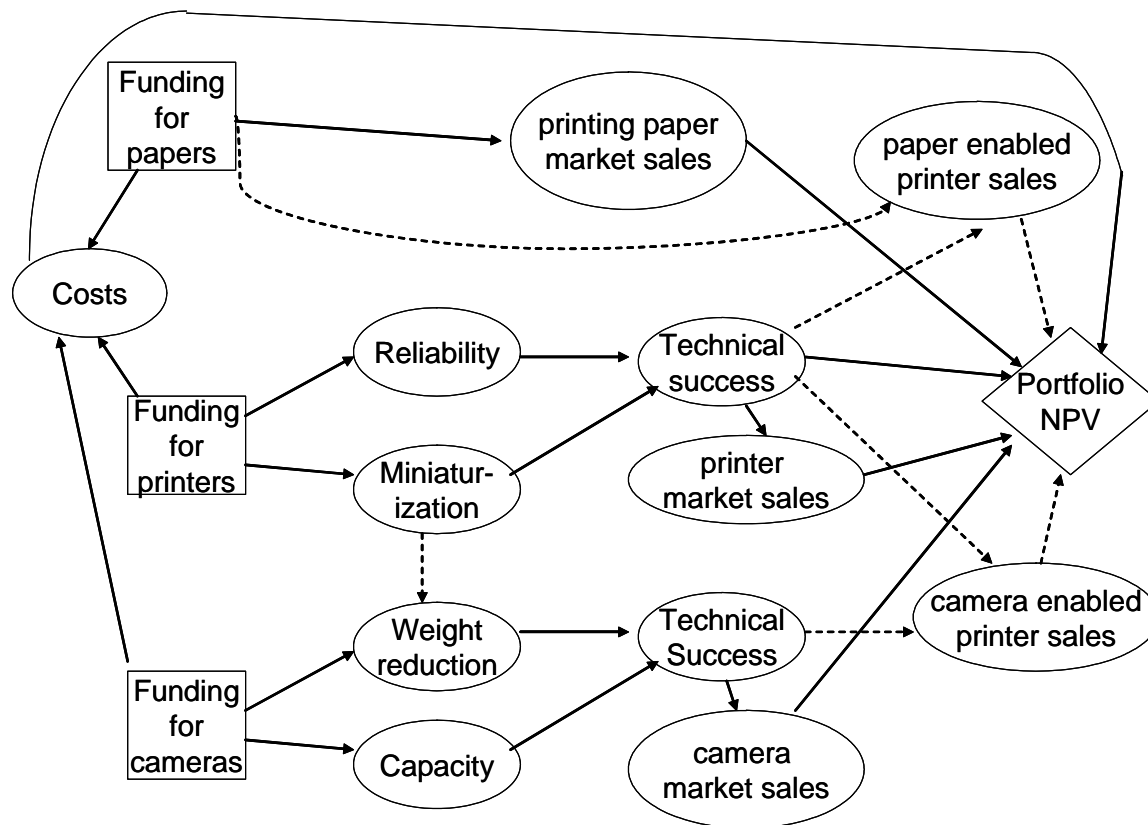 Funding
for
papers
printing paper
market sales
paper enabled
printer sales
Costs
Reliability
Technical
success
Portfolio
NPV
Funding
for
printers
Miniatur-
ization
printer
market sales
Weight
reduction
Technical
Success
camera enabled
printer sales
Funding
for
cameras
Capacity
camera
market sales